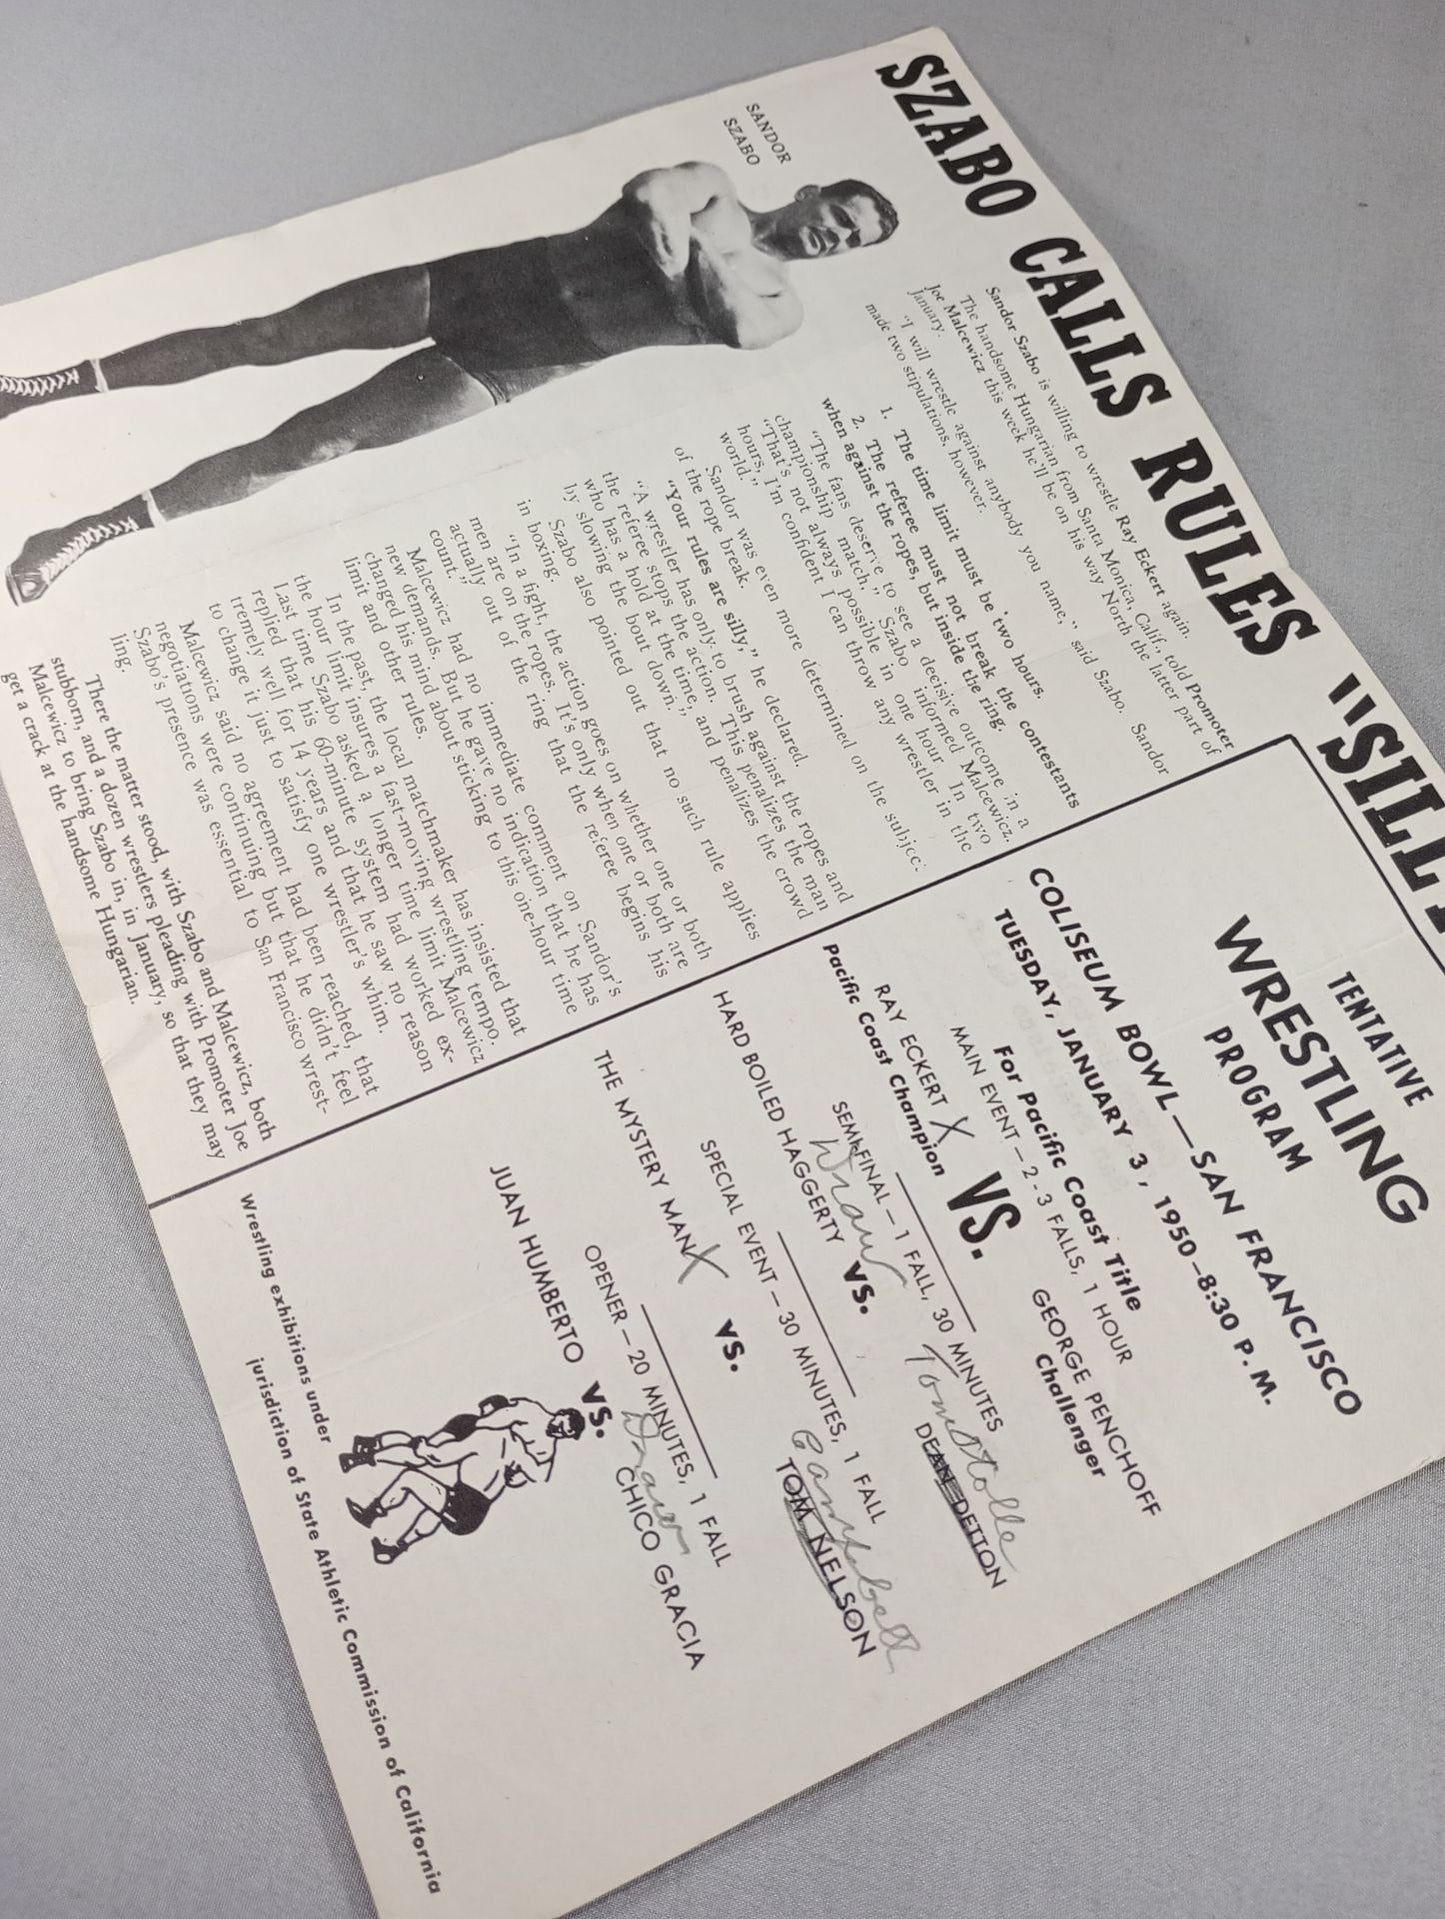 SZABO CALLS RULES "SILLY
SANDOR
SZABO
Sandor Szabo is willing to wrestle Ray Eckert again.
The handsome Hungarian from Santa Monica, Calif., told Promoter
Joe Malcewicz this week he'll be on his way North the latter part of
January.
"I will wrestle against anybody you name," said Szabo. Sandor
made two stipulations, however.
1. The time limit must be two hours.
2. The referee must not break the contestants
when against the ropes, but inside the ring.
"The fans deserve to see a decisive outcome in a
championship match," Szabo informed Malcewicz.
"That's not always possible in one hour. In two
hours, I'm confident I can throw any wrestler in the
world."
Sandor was even more determined on the subject
of the rope break.
"Your rules are silly," he declared.
"A wrestler has only to brush against the ropes and
the referee stops the action. This penalizes the man
who has a hold at the time, and penalizes the crowd
by slowing the bout down."
Szabo also pointed out that no such rule applies
in boxing.
"In a fight, the action goes on whether one or both
men are on the ropes. It's only when one or both are
actually out of the ring that the referee begins his
count."
Malcewicz had no immediate comment on Sandor's
new demands. But he gave no indication that he has
changed his mind about sticking to this one-hour time
limit and other rules.
In the past, the local matchmaker has insisted that
the hour limit insures a fast-moving wrestling tempo.
Last time Szabo asked a longer time limit Malcewicz
replied that his 60-minute system had worked ex-
tremely well for 14 years and that he saw no reason
to change it just to satisfy one wrestler's whim.
Malcewicz said no agreement had been reached, that
negotiations were continuing but that he didn't feel
Szabo's presence was essential to San Francisco wrest-
ling.
There the matter stood, with Szabo and Malcewicz, both
stubborn, and a dozen wrestlers pleading with Promoter Joe
Malcewicz to bring Szabo in, in January, so that they may
get a crack at the handsome Hungarian.
TENTATIVE
WRESTLING
PROGRAM
COLISEUM BOWL—SAN FRANCISCO
TUESDAY, JANUARY 3, 1950-8:30 P.M.
For Pacific Coast Title
MAIN EVENT — 2-3 FALLS, 1 HOUR
RAY ECKERT X VS. GEORGE PENCHOFF
Pacific Coast Champion Challenger
SEMI-FINAL — 1 FALL, 30 MINUTES
Draw Tom Stolle
HARD BOILED HAGGERTY VS. DEAN DETTON
SPECIAL EVENT — 30 MINUTES, 1 FALL
Campbell
THE MYSTERY MAN X VS. TOM NELSON
OPENER — 20 MINUTES, 1 FALL
Draw
JUAN HUMBERTO VS. CHICO GRACIA
Wrestling exhibitions under
jurisdiction of State Athletic Commission of California